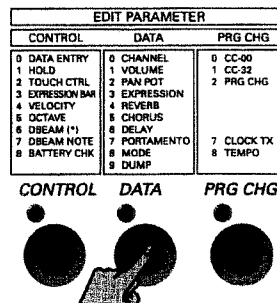 EDIT PARAMETER
CONTROL DATA PRG CHG
0 DATA ENTRY 0 CHANNEL 0 CC-00
1 HOLD 1 VOLUME 1 CC-32
2 TOUCH CTRL 2 PAN POT 2 PRG CHG
3 EXPRESSION BAR 3 EXPRESSION
4 VELOCITY 4 REVERB
5 OCTAVE 5 CHORUS
6 DBEAM (*) 6 DELAY
7 DBEAM NOTE 7 PORTAMENTO 7 CLOCK TX
8 BATTERY CHK 8 MODE 8 TEMPO
9 DUMP
CONTROL DATA PRG CHG